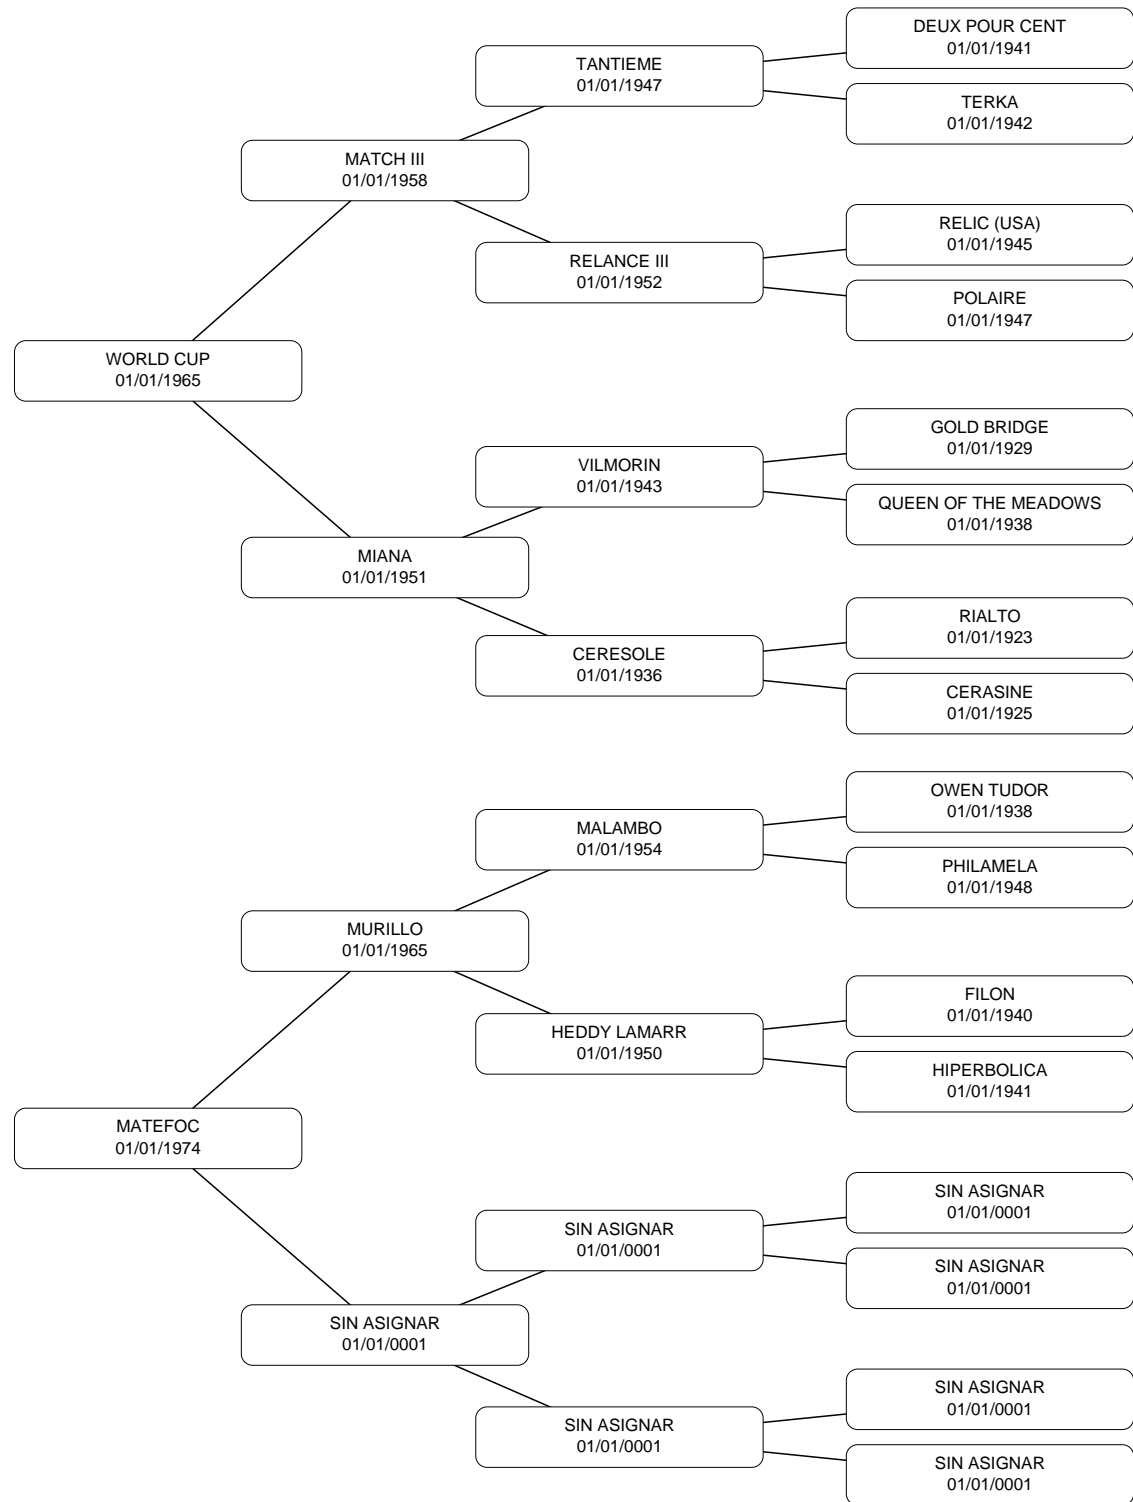 DEUX POUR CENT
01/01/1941
TANTIEME
01/01/1947
TERKA
01/01/1942
MATCH III
01/01/1958
RELIC (USA)
01/01/1945
RELANCE III
01/01/1952
POLAIRE
01/01/1947
WORLD CUP
01/01/1965
GOLD BRIDGE
01/01/1929
VILMORIN
01/01/1943
QUEEN OF THE MEADOWS
01/01/1938
MIANA
01/01/1951
RIALTO
01/01/1923
CERESOLE
01/01/1936
CERASINE
01/01/1925
OWEN TUDOR
01/01/1938
MALAMBO
01/01/1954
PHILAMELA
01/01/1948
MURILLO
01/01/1965
FILON
01/01/1940
HEDDY LAMARR
01/01/1950
HIPERBOLICA
01/01/1941
MATEFOC
01/01/1974
SIN ASIGNAR
01/01/0001
SIN ASIGNAR
01/01/0001
SIN ASIGNAR
01/01/0001
SIN ASIGNAR
01/01/0001
SIN ASIGNAR
01/01/0001
SIN ASIGNAR
01/01/0001
SIN ASIGNAR
01/01/0001